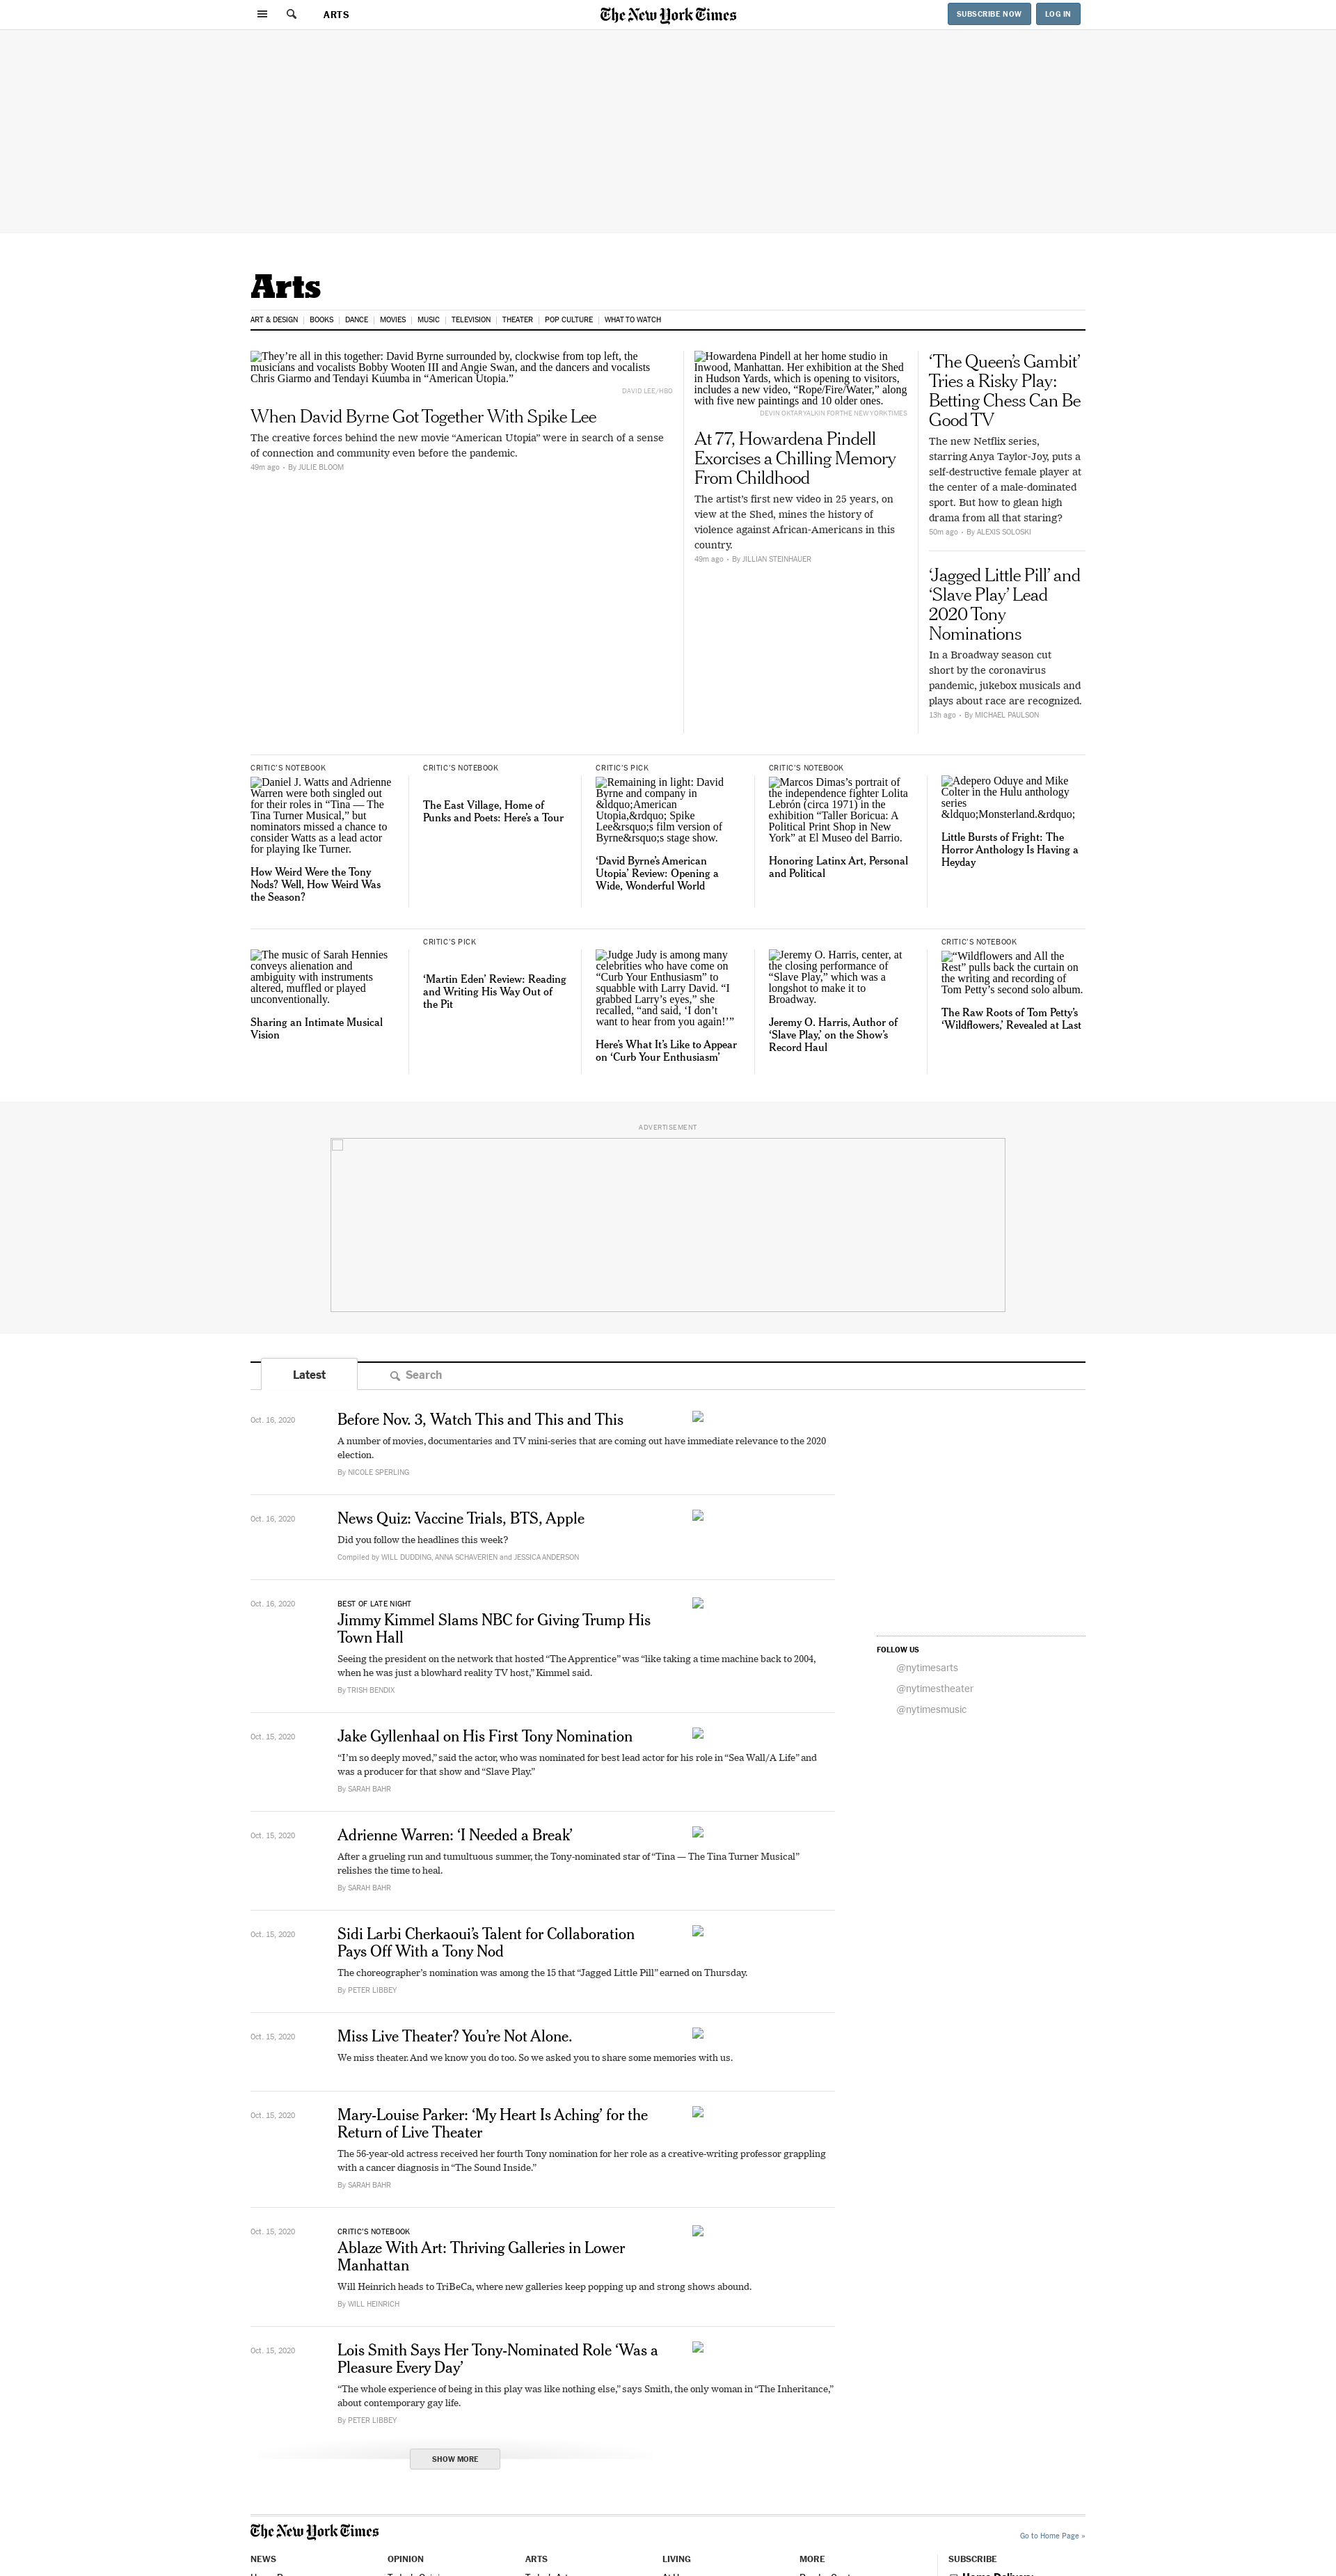 ARTS
The New York Times
SUBSCRIBE NOW
LOG IN
Arts
ART & DESIGN
BOOKS
DANCE
MOVIES
MUSIC
TELEVISION
THEATER
POP CULTURE
WHAT TO WATCH
They’re all in this together: David Byrne surrounded by, clockwise from top left, the
musicians and vocalists Bobby Wooten III and Angie Swan, and the dancers and vocalists
Chris Giarmo and Tendayi Kuumba in “American Utopia.”
DAVID LEE/HBO
When David Byrne Got Together With Spike Lee
The creative forces behind the new movie “American Utopia” were in search of a sense
of connection and community even before the pandemic.
49m ago • By JULIE BLOOM
Howardena Pindell at her home studio in
Inwood, Manhattan. Her exhibition at the Shed
in Hudson Yards, which is opening to visitors,
includes a new video, “Rope/Fire/Water,” along
with five new paintings and 10 older ones.
DEVIN OKTAR YALKIN FOR THE NEW YORK TIMES
At 77, Howardena Pindell
Exorcises a Chilling Memory
From Childhood
The artist’s first new video in 25 years, on
view at the Shed, mines the history of
violence against African-Americans in this
country.
49m ago • By JILLIAN STEINHAUER
‘The Queen’s Gambit’
Tries a Risky Play:
Betting Chess Can Be
Good TV
The new Netflix series,
starring Anya Taylor-Joy, puts a
self-destructive female player at
the center of a male-dominated
sport. But how to glean high
drama from all that staring?
50m ago • By ALEXIS SOLOSKI
‘Jagged Little Pill’ and
‘Slave Play’ Lead
2020 Tony
Nominations
In a Broadway season cut
short by the coronavirus
pandemic, jukebox musicals and
plays about race are recognized.
13h ago • By MICHAEL PAULSON
CRITIC’S NOTEBOOK
Daniel J. Watts and Adrienne
Warren were both singled out
for their roles in “Tina — The
Tina Turner Musical,” but
nominators missed a chance to
consider Watts as a lead actor
for playing Ike Turner.
How Weird Were the Tony
Nods? Well, How Weird Was
the Season?
CRITIC’S NOTEBOOK
The East Village, Home of
Punks and Poets: Here’s a Tour
CRITIC’S PICK
Remaining in light: David
Byrne and company in
&ldquo;American
Utopia,&rdquo; Spike
Lee&rsquo;s film version of
Byrne&rsquo;s stage show.
‘David Byrne’s American
Utopia’ Review: Opening a
Wide, Wonderful World
CRITIC’S NOTEBOOK
Marcos Dimas’s portrait of
the independence fighter Lolita
Lebrón (circa 1971) in the
exhibition “Taller Boricua: A
Political Print Shop in New
York” at El Museo del Barrio.
Honoring Latinx Art, Personal
and Political
Adepero Oduye and Mike
Colter in the Hulu anthology
series
&ldquo;Monsterland.&rdquo;
Little Bursts of Fright: The
Horror Anthology Is Having a
Heyday
The music of Sarah Hennies
conveys alienation and
ambiguity with instruments
altered, muffled or played
unconventionally.
Sharing an Intimate Musical
Vision
CRITIC’S PICK
‘Martin Eden’ Review: Reading
and Writing His Way Out of
the Pit
Judge Judy is among many
celebrities who have come on
“Curb Your Enthusiasm” to
squabble with Larry David. “I
grabbed Larry’s eyes,” she
recalled, “and said, ‘I don’t
want to hear from you again!’”
Here’s What It’s Like to Appear
on ‘Curb Your Enthusiasm’
Jeremy O. Harris, center, at
the closing performance of
“Slave Play,” which was a
longshot to make it to
Broadway.
Jeremy O. Harris, Author of
‘Slave Play,’ on the Show’s
Record Haul
CRITIC’S NOTEBOOK
“Wildflowers and All the
Rest” pulls back the curtain on
the writing and recording of
Tom Petty’s second solo album.
The Raw Roots of Tom Petty’s
‘Wildflowers,’ Revealed at Last
ADVERTISEMENT
Latest
Search
Oct. 16, 2020
Before Nov. 3, Watch This and This and This
A number of movies, documentaries and TV mini-series that are coming out have immediate relevance to the 2020
election.
By NICOLE SPERLING
Oct. 16, 2020
News Quiz: Vaccine Trials, BTS, Apple
Did you follow the headlines this week?
Compiled by WILL DUDDING, ANNA SCHAVERIEN and JESSICA ANDERSON
Oct. 16, 2020
BEST OF LATE NIGHT
Jimmy Kimmel Slams NBC for Giving Trump His
Town Hall
Seeing the president on the network that hosted “The Apprentice” was “like taking a time machine back to 2004,
when he was just a blowhard reality TV host,” Kimmel said.
By TRISH BENDIX
FOLLOW US
@nytimesarts
@nytimestheater
@nytimesmusic
Oct. 15, 2020
Jake Gyllenhaal on His First Tony Nomination
“I’m so deeply moved,” said the actor, who was nominated for best lead actor for his role in “Sea Wall/A Life” and
was a producer for that show and “Slave Play.”
By SARAH BAHR
Oct. 15, 2020
Adrienne Warren: ‘I Needed a Break’
After a grueling run and tumultuous summer, the Tony-nominated star of “Tina — The Tina Turner Musical”
relishes the time to heal.
By SARAH BAHR
Oct. 15, 2020
Sidi Larbi Cherkaoui’s Talent for Collaboration
Pays Off With a Tony Nod
The choreographer’s nomination was among the 15 that “Jagged Little Pill” earned on Thursday.
By PETER LIBBEY
Oct. 15, 2020
Miss Live Theater? You’re Not Alone.
We miss theater. And we know you do too. So we asked you to share some memories with us.
Oct. 15, 2020
Mary-Louise Parker: ‘My Heart Is Aching’ for the
Return of Live Theater
The 56-year-old actress received her fourth Tony nomination for her role as a creative-writing professor grappling
with a cancer diagnosis in “The Sound Inside.”
By SARAH BAHR
Oct. 15, 2020
CRITIC’S NOTEBOOK
Ablaze With Art: Thriving Galleries in Lower
Manhattan
Will Heinrich heads to TriBeCa, where new galleries keep popping up and strong shows abound.
By WILL HEINRICH
Oct. 15, 2020
Lois Smith Says Her Tony-Nominated Role ‘Was a
Pleasure Every Day’
“The whole experience of being in this play was like nothing else,” says Smith, the only woman in “The Inheritance,”
about contemporary gay life.
By PETER LIBBEY
SHOW MORE
The New York Times
Go to Home Page »
NEWS
OPINION
ARTS
LIVING
MORE
SUBSCRIBE